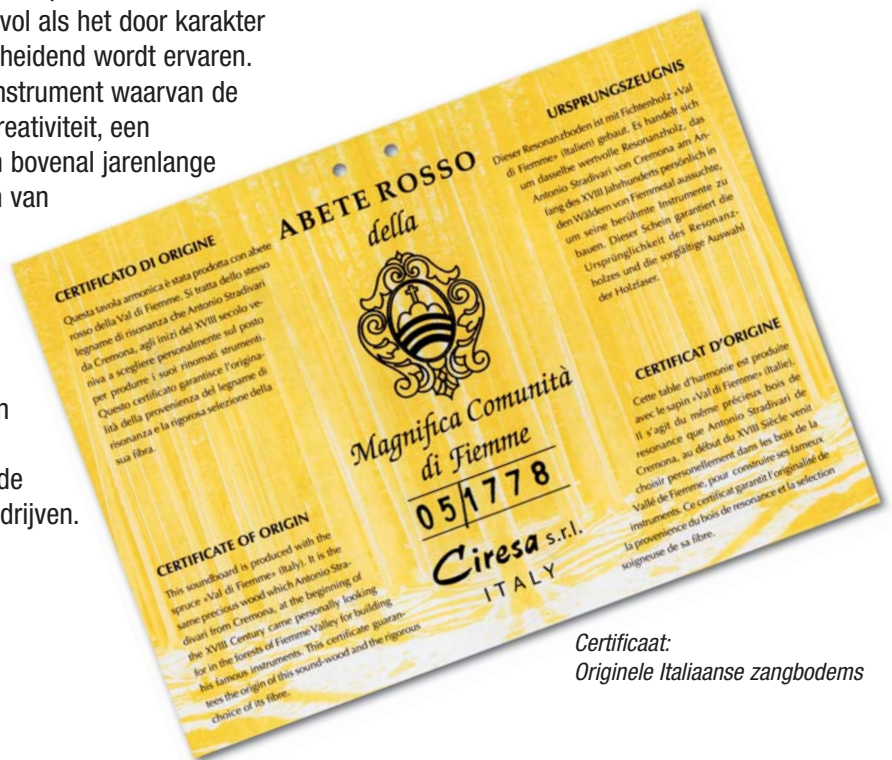 vol als het door karakter
cheidend wordt ervaren.
nstrument waarvan de
reativiteit, een
n bovenal jarenlange
n van
n
de
drijven.
CERTIFICATO DI ORIGINE
Questa tavola armonica è stata prodotta con abete
rosso della Val di Fiemme. Si tratta dello stesso
legname di risonanza che Antonio Stradivari
da Cremona, agli inizi del XVIII secolo ve-
niva a scegliere personalmente sul posto
per produrre i suoi rinomati strumenti.
Questo certificato garantisce l'origina-
lità della provenienza del legname di
risonanza e la rigorosa selezione della
sua fibra.
CERTIFICATE OF ORIGIN
This soundboard is produced with the
spruce «Val di Fiemme» (Italy). It is the
same precious wood which Antonio Stra-
divari from Cremona, at the beginning of
the XVIII Century came personally looking
for in the forests of Fiemme Valley for building
his famous instruments. This certificate guaran-
tees the origin of this sound-wood and the rigorous
choice of its fibre.
ABETE ROSSO
della
Magnifica Comunità
di Fiemme
051778
Ciresa s.r.l.
ITALY
URSPRUNGSZEUGNIS
Dieser Resonanzboden ist mit Fichtenholz «Val
di Fiemme» (Italien) gebaut. Es handelt sich
um dasselbe wertvolle Resonanzholz, das
Antonio Stradivari von Cremona am An-
fang des XVIII Jahrhunderts persönlich in
den Wäldern von Fiemmetal aussuchte,
um seine berühmte Instrumente zu
bauen. Dieser Schein garantiert die
Ursprünglichkeit des Resonanz-
holzes und die sorgfältige Auswahl
der Holzfaser.
CERTIFICAT D'ORIGINE
Cette table d'harmonie est produite
avec le sapin «Val di Fiemme» (Italie).
Il s'agit du même précieux bois de
resonance que Antonio Stradivari de
Cremona, au début du XVIII Siècle venit
choisir personellement dans les bois de la
Vallé de Fiemme, pour construire ses fameux
instruments. Ce certificat garantit l'originalité de
la provenience du bois de resonance et la selection
soigneuse de sa fibre.
Certificaat:
Originele Italiaanse zangbodems